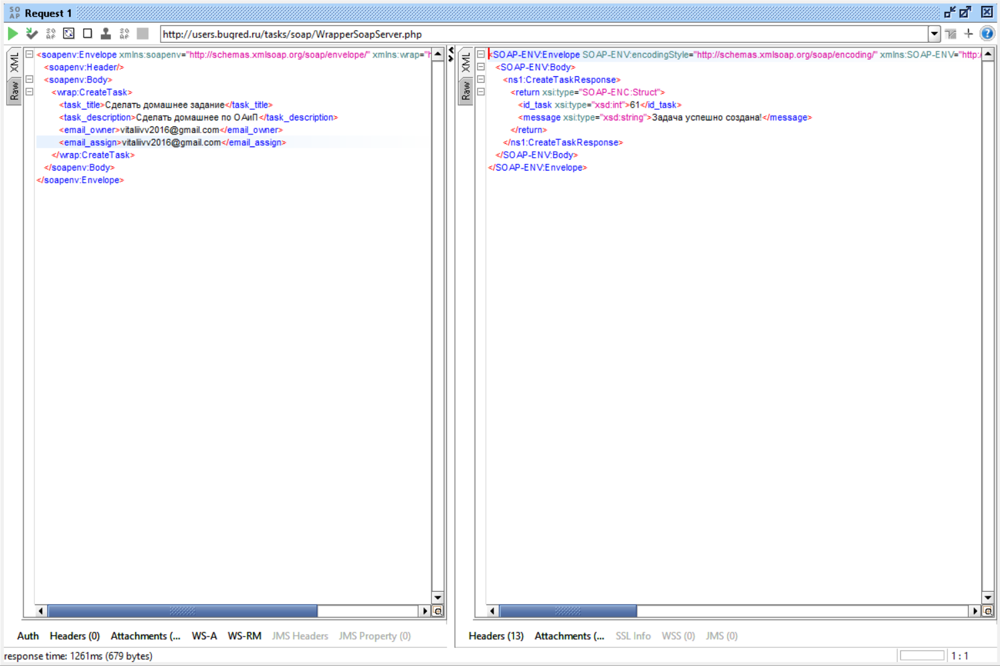 SO AP Request 1
http://users.buqred.ru/tasks/soap/WrapperSoapServer.php
XML
Raw
<soapenv:Envelope xmlns:soapenv="http://schemas.xmlsoap.org/soap/envelope/" xmlns:wrap="h
<soapenv:Header/>
<soapenv:Body>
<wrap:CreateTask>
<task_title>Сделать домашнее задание</task_title>
<task_description>Сделать домашнее по ОАиП</task_description>
<email_owner>vitaliivv2016@gmail.com</email_owner>
<email_assign>vitaliivv2016@gmail.com</email_assign>
</wrap:CreateTask>
</soapenv:Body>
</soapenv:Envelope>
XML
Raw
<SOAP-ENV:Envelope SOAP-ENV:encodingStyle="http://schemas.xmlsoap.org/soap/encoding/" xmlns:SOAP-ENV="http:/
<SOAP-ENV:Body>
<ns1:CreateTaskResponse>
<return xsi:type="SOAP-ENC:Struct">
<id_task xsi:type="xsd:int">61</id_task>
<message xsi:type="xsd:string">Задача успешно создана!</message>
</return>
</ns1:CreateTaskResponse>
</SOAP-ENV:Body>
</SOAP-ENV:Envelope>
Auth Headers (0) Attachments (... WS-A WS-RM JMS Headers JMS Property (0)
Headers (13) Attachments (... SSL Info WSS (0) JMS (0)
response time: 1261ms (679 bytes)
1 : 1